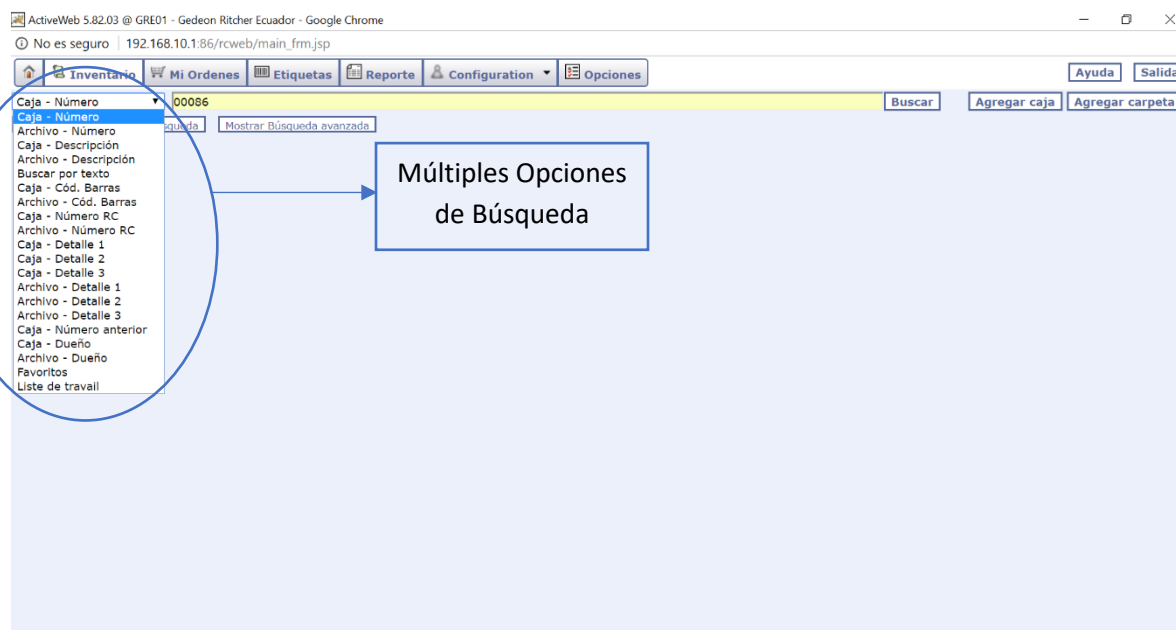 ActiveWeb 5.82.03 @ GRE01 - Gedeon Ritcher Ecuador - Google Chrome
No es seguro 192.168.10.1:86/rcweb/main_frm.jsp
Inventario Mi Ordenes Etiquetas Reporte Configuration Opciones Ayuda Salida
Caja - Número 00086 Buscar Agregar caja Agregar carpeta
Mostrar Búsqueda avanzada
Caja - Número
Archivo - Número
Caja - Descripción
Archivo - Descripción
Buscar por texto
Caja - Cód. Barras
Archivo - Cód. Barras
Caja - Número RC
Archivo - Número RC
Caja - Detalle 1
Caja - Detalle 2
Caja - Detalle 3
Archivo - Detalle 1
Archivo - Detalle 2
Archivo - Detalle 3
Caja - Número anterior
Caja - Dueño
Archivo - Dueño
Favoritos
Liste de travail
Múltiples Opciones
de Búsqueda